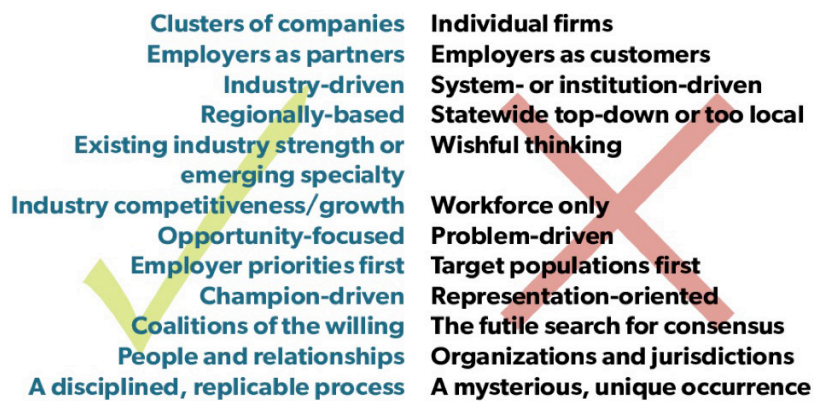 Clusters of companies Individual firms
Employers as partners Employers as customers
Industry-driven System- or institution-driven
Regionally-based Statewide top-down or too local
Existing industry strength or Wishful thinking
emerging specialty
Industry competitiveness/growth Workforce only
Opportunity-focused Problem-driven
Employer priorities first Target populations first
Champion-driven Representation-oriented
Coalitions of the willing The futile search for consensus
People and relationships Organizations and jurisdictions
A disciplined, replicable process A mysterious, unique occurrence